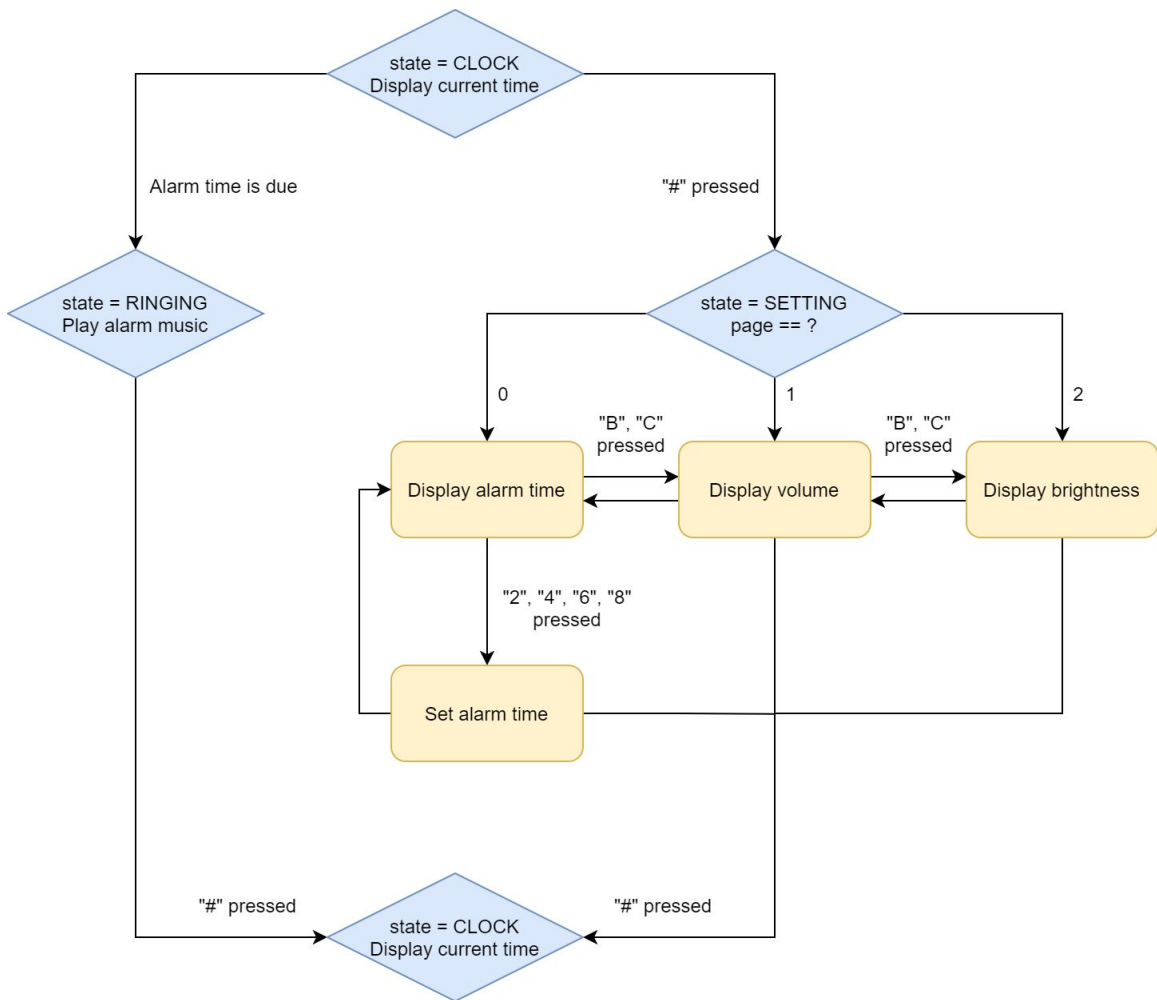 state = CLOCK
Display current time
Alarm time is due
"#" pressed
state = RINGING
Play alarm music
state = SETTING
page == ?
0
1
2
"B", "C"
pressed
"B", "C"
pressed
Display alarm time
Display volume
Display brightness
"2", "4", "6", "8"
pressed
Set alarm time
"#" pressed
"#" pressed
state = CLOCK
Display current time